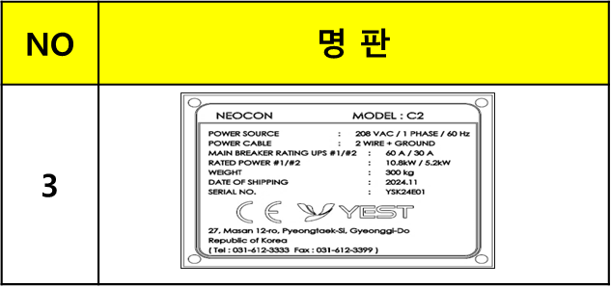 NO 명 판
3
NEOCON MODEL : C2
POWER SOURCE : 208 VAC / 1 PHASE / 60 Hz
POWER CABLE : 2 WIRE + GROUND
MAIN BREAKER RATING UPS #1/#2 : 60 A / 30 A
RATED POWER #1/#2 : 10.8kW / 5.2kW
WEIGHT : 300 kg
DATE OF SHIPPING : 2024.11
SERIAL NO. : YSK24E01
CE YEST
27, Masan 12-ro, Pyeongtaek-Si, Gyeonggi-Do
Republic of Korea
( Tel : 031-612-3333 Fax : 031-612-3399 )